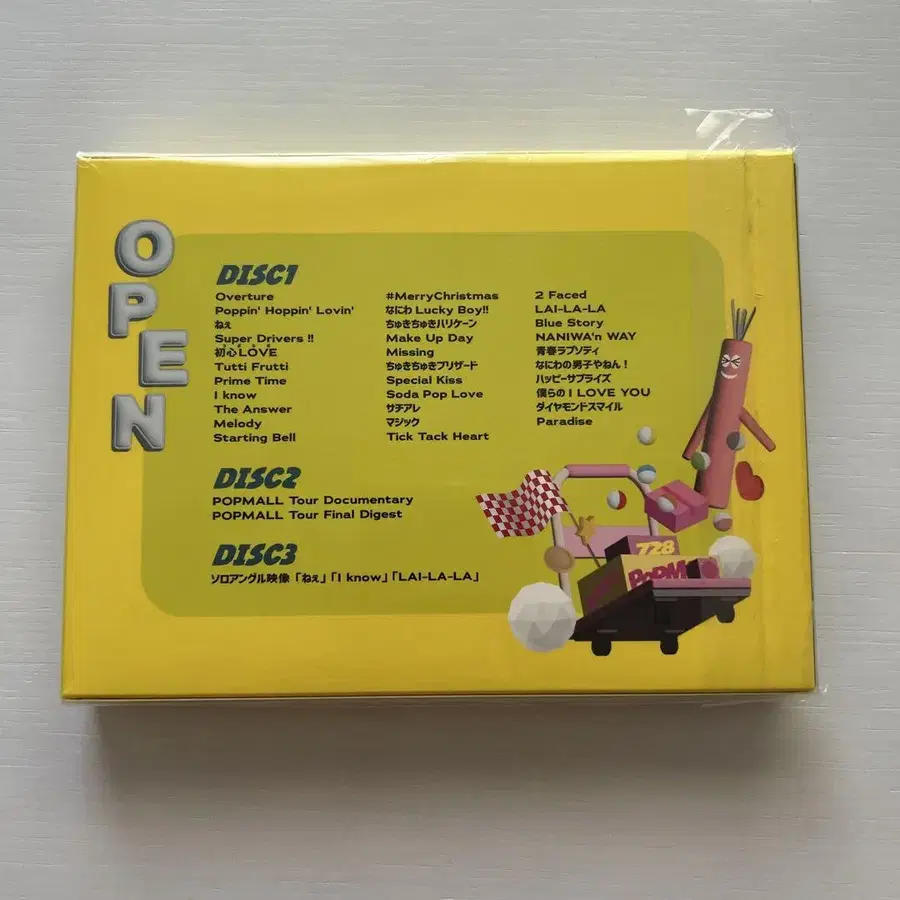 OPEN
DISC1
Overture
Poppin' Hoppin' Lovin'
ねぇ
Super Drivers !!
初心LOVE
Tutti Frutti
Prime Time
I know
The Answer
Melody
Starting Bell
#MerryChristmas
なにわ Lucky Boy!!
ちゅきちゅきハリケーン
Make Up Day
Missing
ちゅきちゅきブリザード
Special Kiss
Soda Pop Love
サチアレ
マジック
Tick Tack Heart
2 Faced
LAI-LA-LA
Blue Story
NANIWA'n WAY
青春ラプソディ
なにわの男子やねん！
ハッピーサプライズ
僕らの I LOVE YOU
ダイヤモンドスマイル
Paradise
DISC2
POPMALL Tour Documentary
POPMALL Tour Final Digest
DISC3
ソロアングル映像「ねぇ」「I know」「LAI-LA-LA」
728
POPM